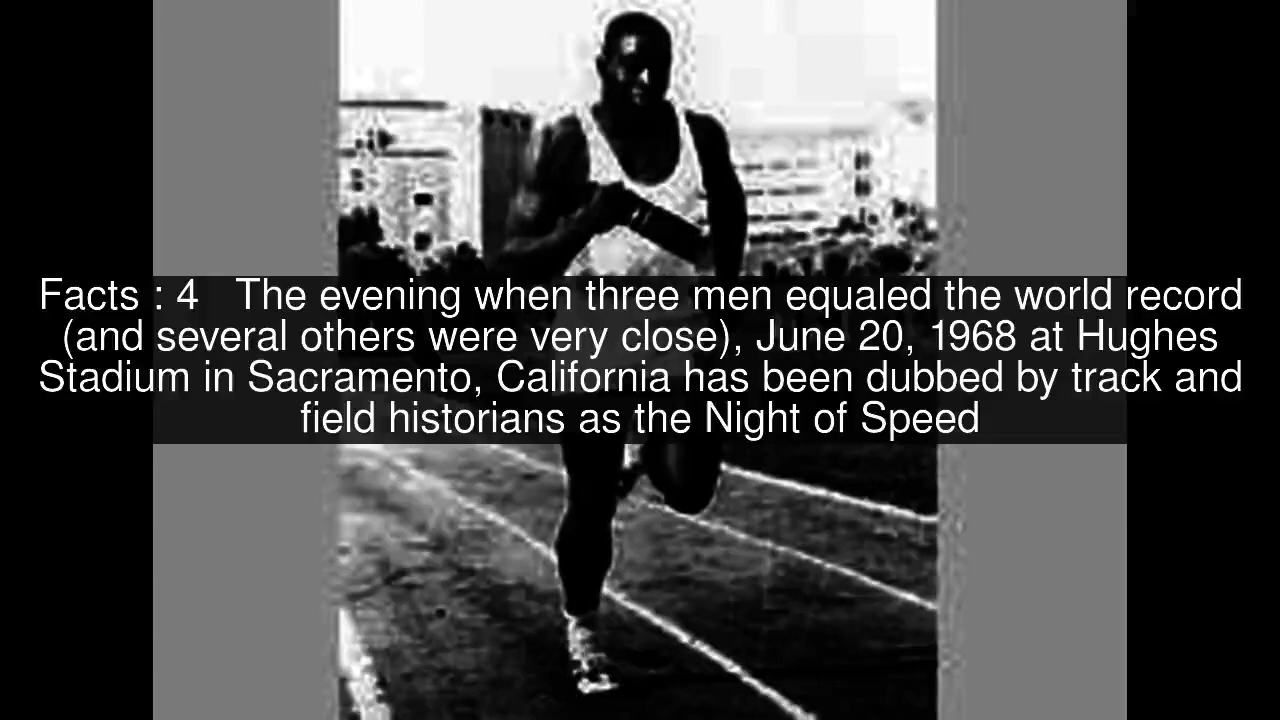 Facts : 4   The evening when three men equaled the world record
(and several others were very close), June 20, 1968 at Hughes
Stadium in Sacramento, California has been dubbed by track and
field historians as the Night of Speed